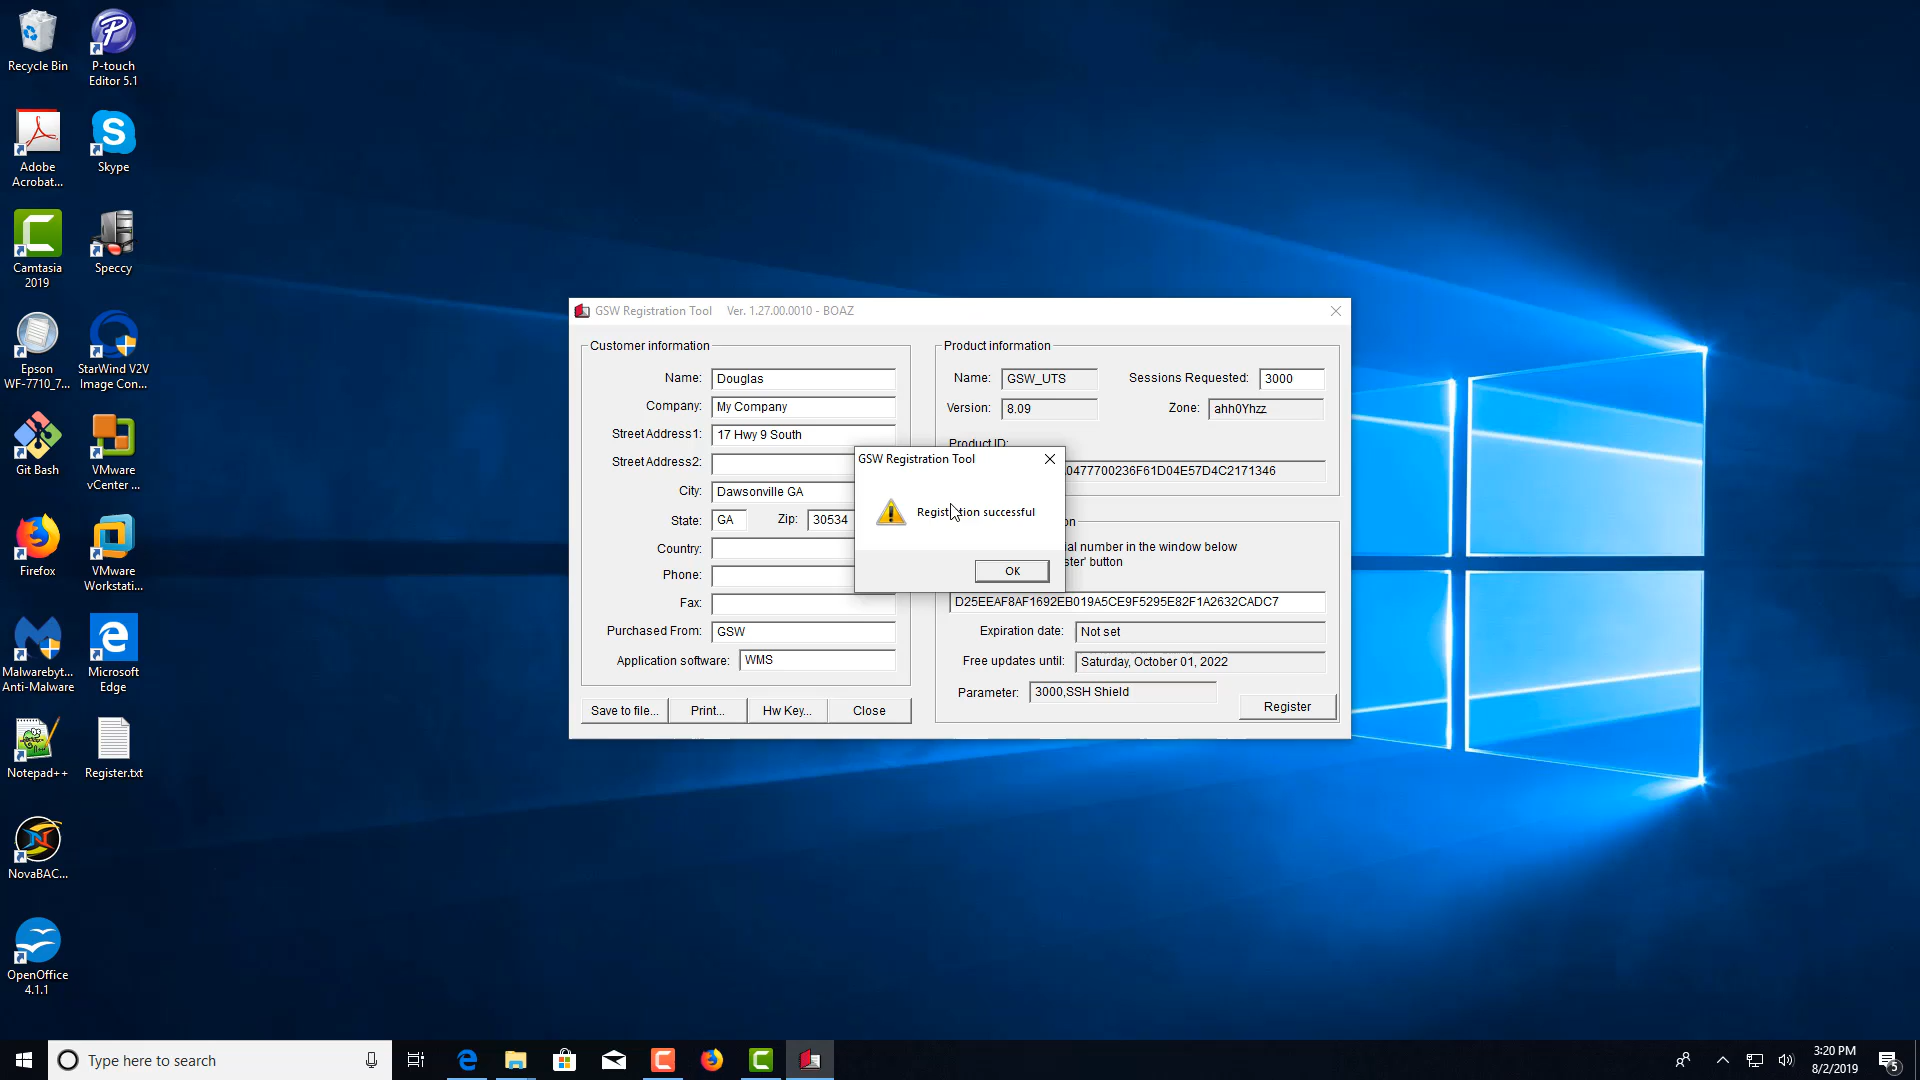 Recycle Bin
P-touch
Editor 5.1
Adobe
Acrobat...
Skype
Camtasia
2019
Speccy
Epson
WF-7710_7...
StarWind V2V
Image Con...
Git Bash
VMware
vCenter ...
Firefox
VMware
Workstati...
Malwarebyt...
Anti-Malware
Microsoft
Edge
Notepad++
Register.txt
NovaBAC...
OpenOffice
4.1.1
GSW Registration Tool Ver. 1.27.00.0010 - BOAZ
Customer information
Name: Douglas
Company: My Company
Street Address1: 17 Hwy 9 South
Street Address2:
City: Dawsonville GA
State: GA Zip: 30534
Country:
Phone:
Fax:
Purchased From: GSW
Application software: WMS
Save to file... Print... Hw Key... Close
Product information
Name: GSW_UTS Sessions Requested: 3000
Version: 8.09 Zone: ahh0Yhzz
Product ID:
0477700236F61D04E57D4C2171346
GSW Registration Tool
Registration successful
OK
on
ial number in the window below
ster' button
D25EEAF8AF1692EB019A5CE9F5295E82F1A2632CADC7
Expiration date: Not set
Free updates until: Saturday, October 01, 2022
Parameter: 3000,SSH Shield
Register
Type here to search
3:20 PM
8/2/2019
5